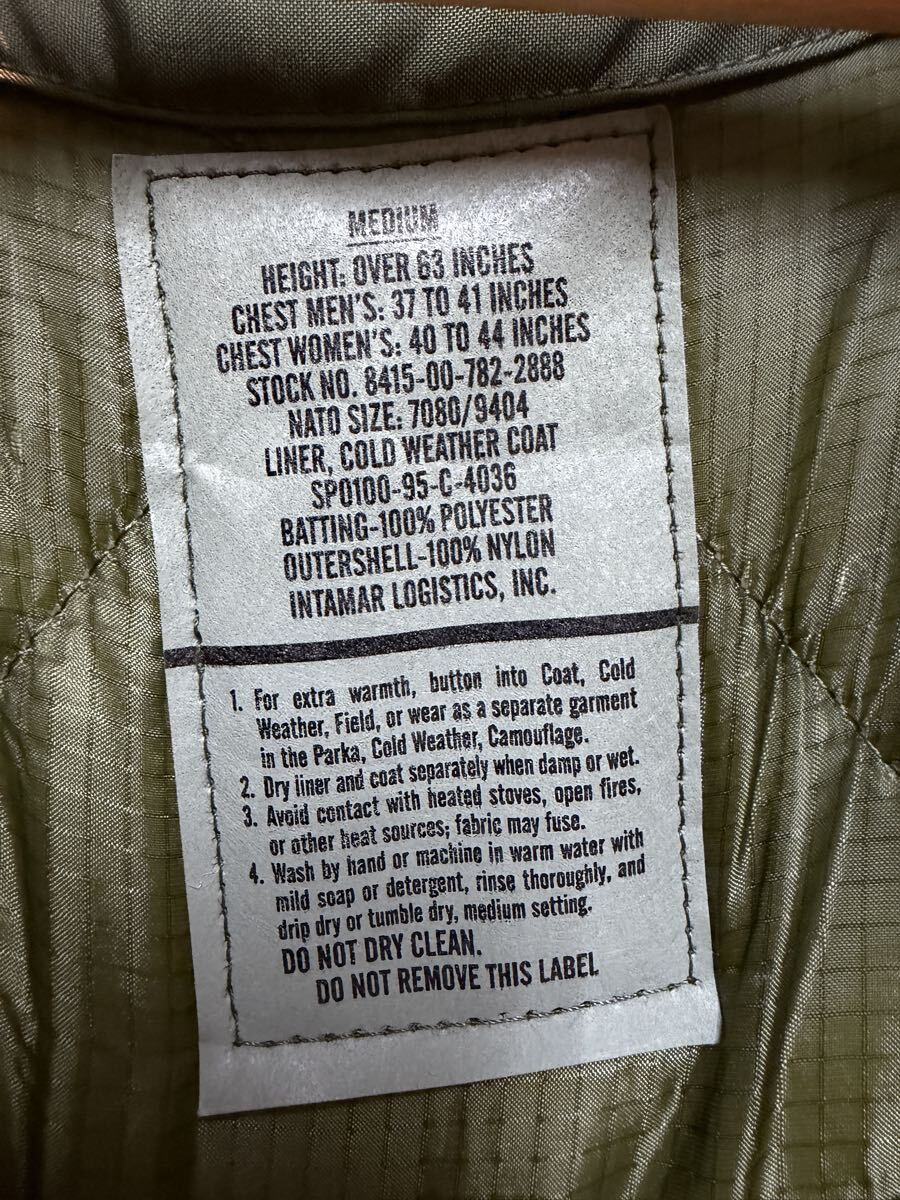 MEDIUM
HEIGHT: OVER 63 INCHES
CHEST MEN'S: 37 TO 41 INCHES
CHEST WOMEN'S: 40 TO 44 INCHES
STOCK NO. 8415-00-782-2888
NATO SIZE: 7080/9404
LINER, COLD WEATHER COAT
SP0100-95-C-4036
BATTING-100% POLYESTER
OUTERSHELL-100% NYLON
INTAMAR LOGISTICS, INC.
1. For extra warmth, button into Coat, Cold
Weather, Field, or wear as a separate garment
in the Parka, Cold Weather, Camouflage.
2. Dry liner and coat separately when damp or wet.
3. Avoid contact with heated stoves, open fires,
or other heat sources; fabric may fuse.
4. Wash by hand or machine in warm water with
mild soap or detergent, rinse thoroughly, and
drip dry or tumble dry, medium setting.
DO NOT DRY CLEAN.
DO NOT REMOVE THIS LABEL